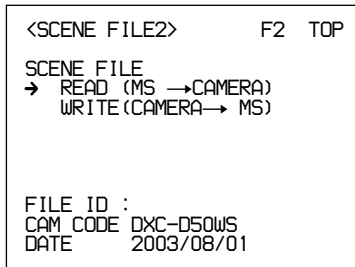 <SCENE FILE2> F2 TOP
SCENE FILE
→ READ (MS →CAMERA)
WRITE(CAMERA→ MS)
FILE ID :
CAM CODE DXC-D50WS
DATE 2003/08/01